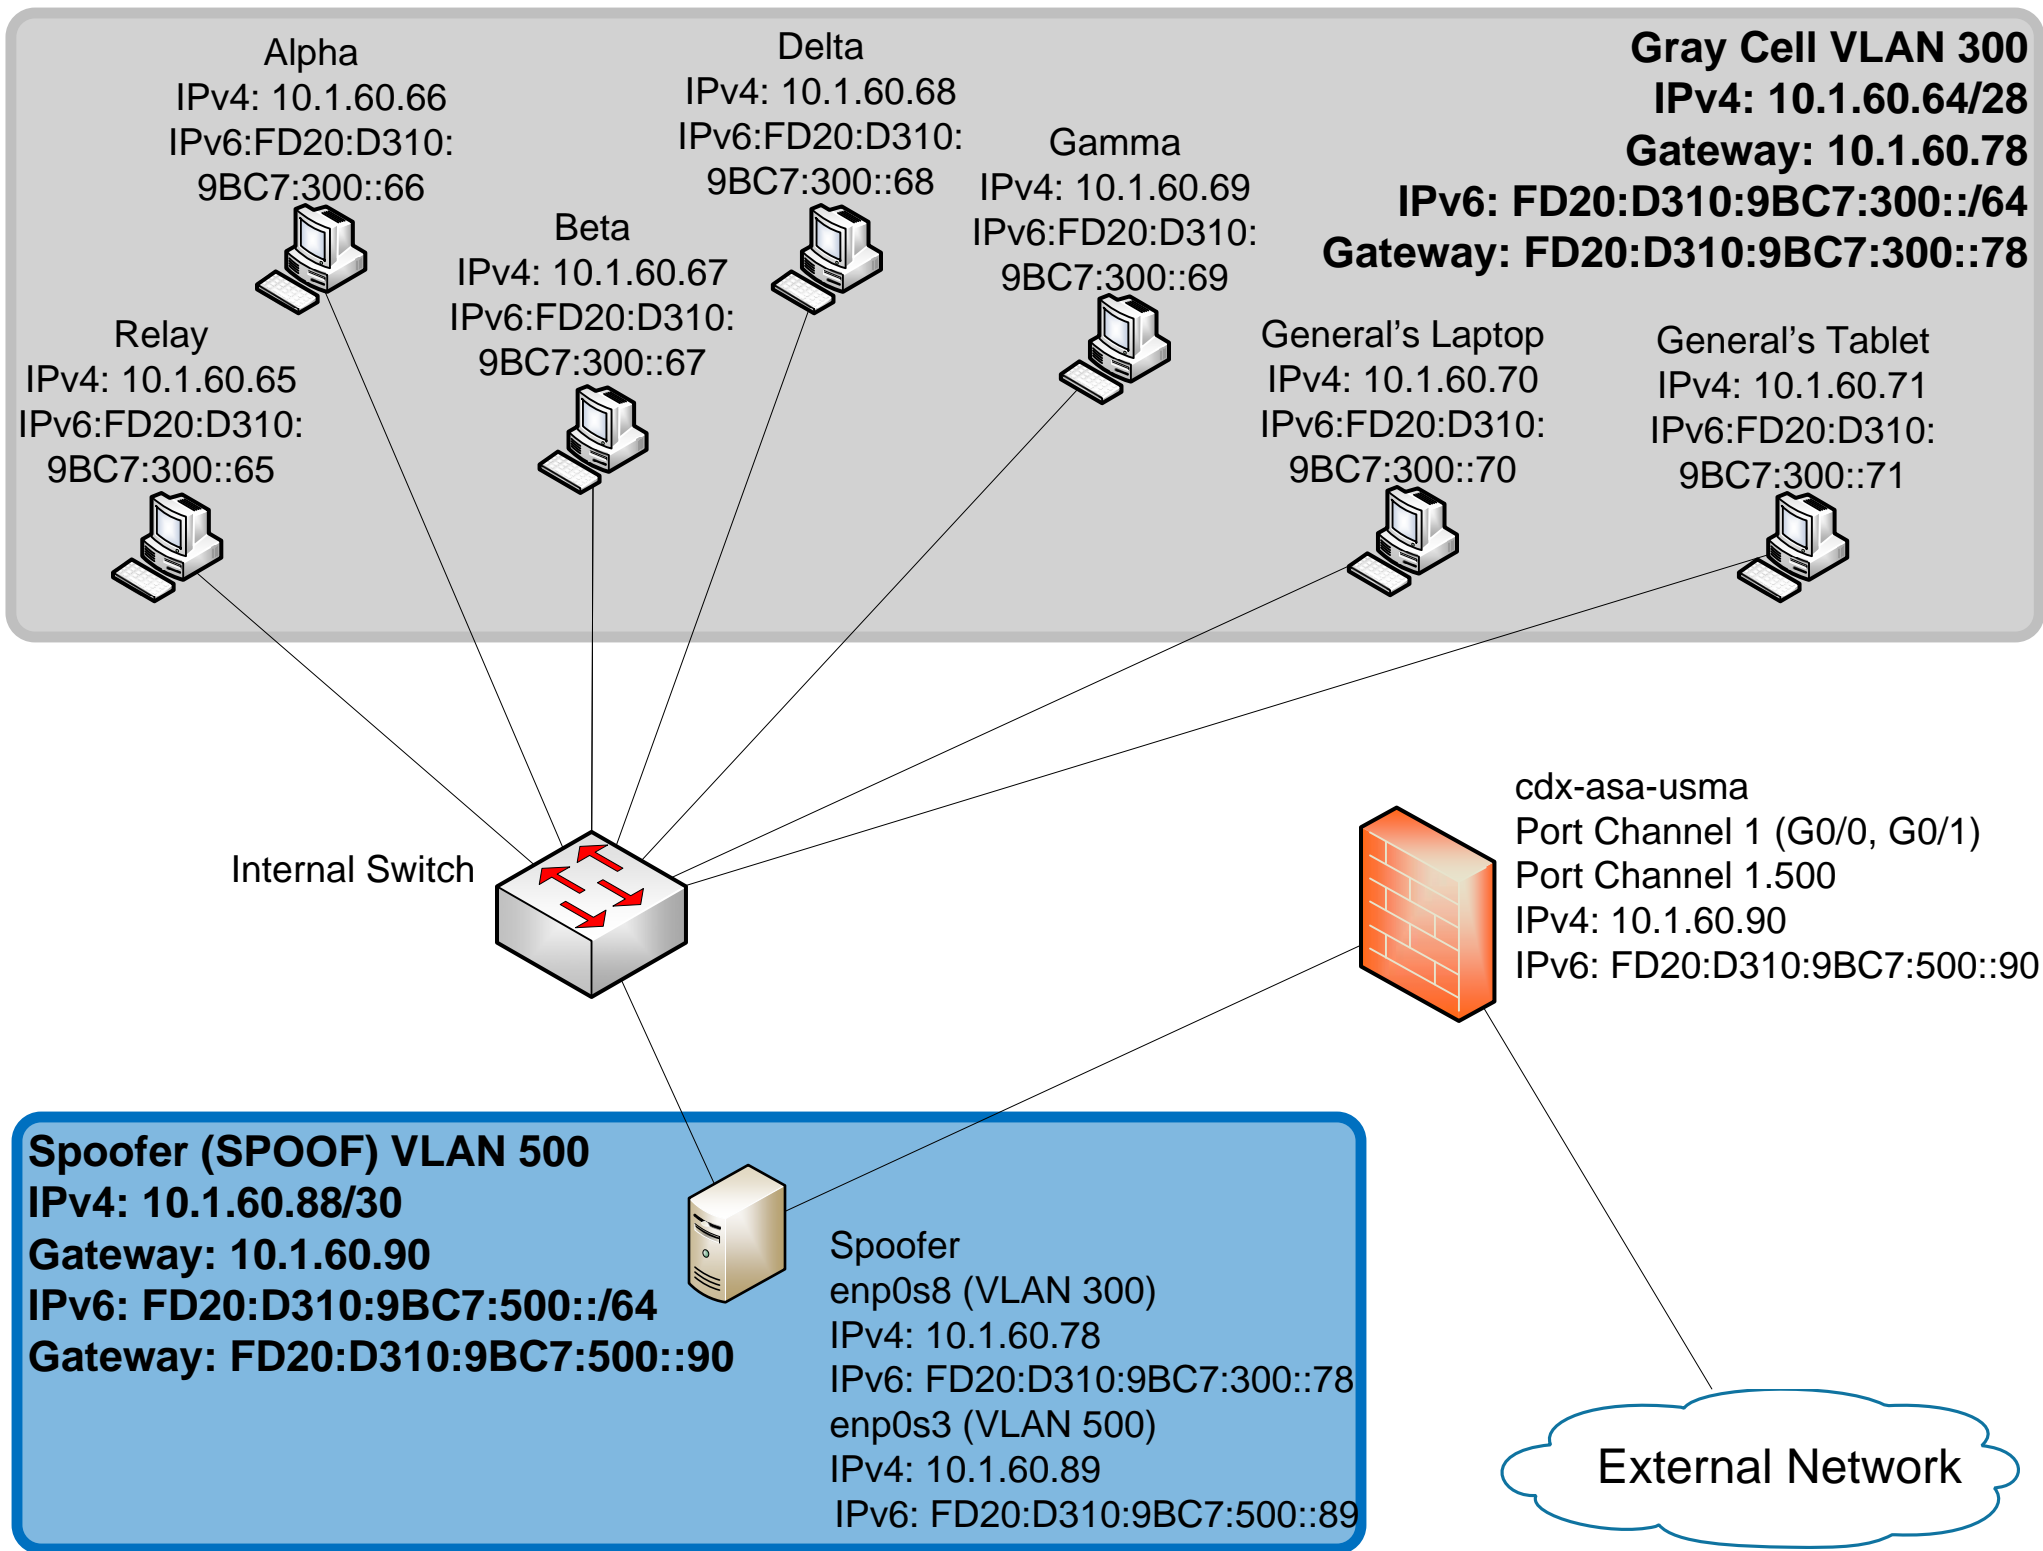 Alpha
IPv4: 10.1.60.66
IPv6:FD20:D310:
9BC7:300::66
Delta
IPv4: 10.1.60.68
IPv6:FD20:D310:
9BC7:300::68
Gray Cell VLAN 300
IPv4: 10.1.60.64/28
Gateway: 10.1.60.78
IPv6: FD20:D310:9BC7:300::/64
Gateway: FD20:D310:9BC7:300::78
Gamma
IPv4: 10.1.60.69
IPv6:FD20:D310:
9BC7:300::69
Beta
IPv4: 10.1.60.67
IPv6:FD20:D310:
9BC7:300::67
Relay
IPv4: 10.1.60.65
IPv6:FD20:D310:
9BC7:300::65
General’s Laptop
IPv4: 10.1.60.70
IPv6:FD20:D310:
9BC7:300::70
General’s Tablet
IPv4: 10.1.60.71
IPv6:FD20:D310:
9BC7:300::71
Internal Switch
cdx-asa-usma
Port Channel 1 (G0/0, G0/1)
Port Channel 1.500
IPv4: 10.1.60.90
IPv6: FD20:D310:9BC7:500::90
Spoofer (SPOOF) VLAN 500
IPv4: 10.1.60.88/30
Gateway: 10.1.60.90
IPv6: FD20:D310:9BC7:500::/64
Gateway: FD20:D310:9BC7:500::90
Spoofer
enp0s8 (VLAN 300)
IPv4: 10.1.60.78
IPv6: FD20:D310:9BC7:300::78
enp0s3 (VLAN 500)
IPv4: 10.1.60.89
IPv6: FD20:D310:9BC7:500::89
External Network